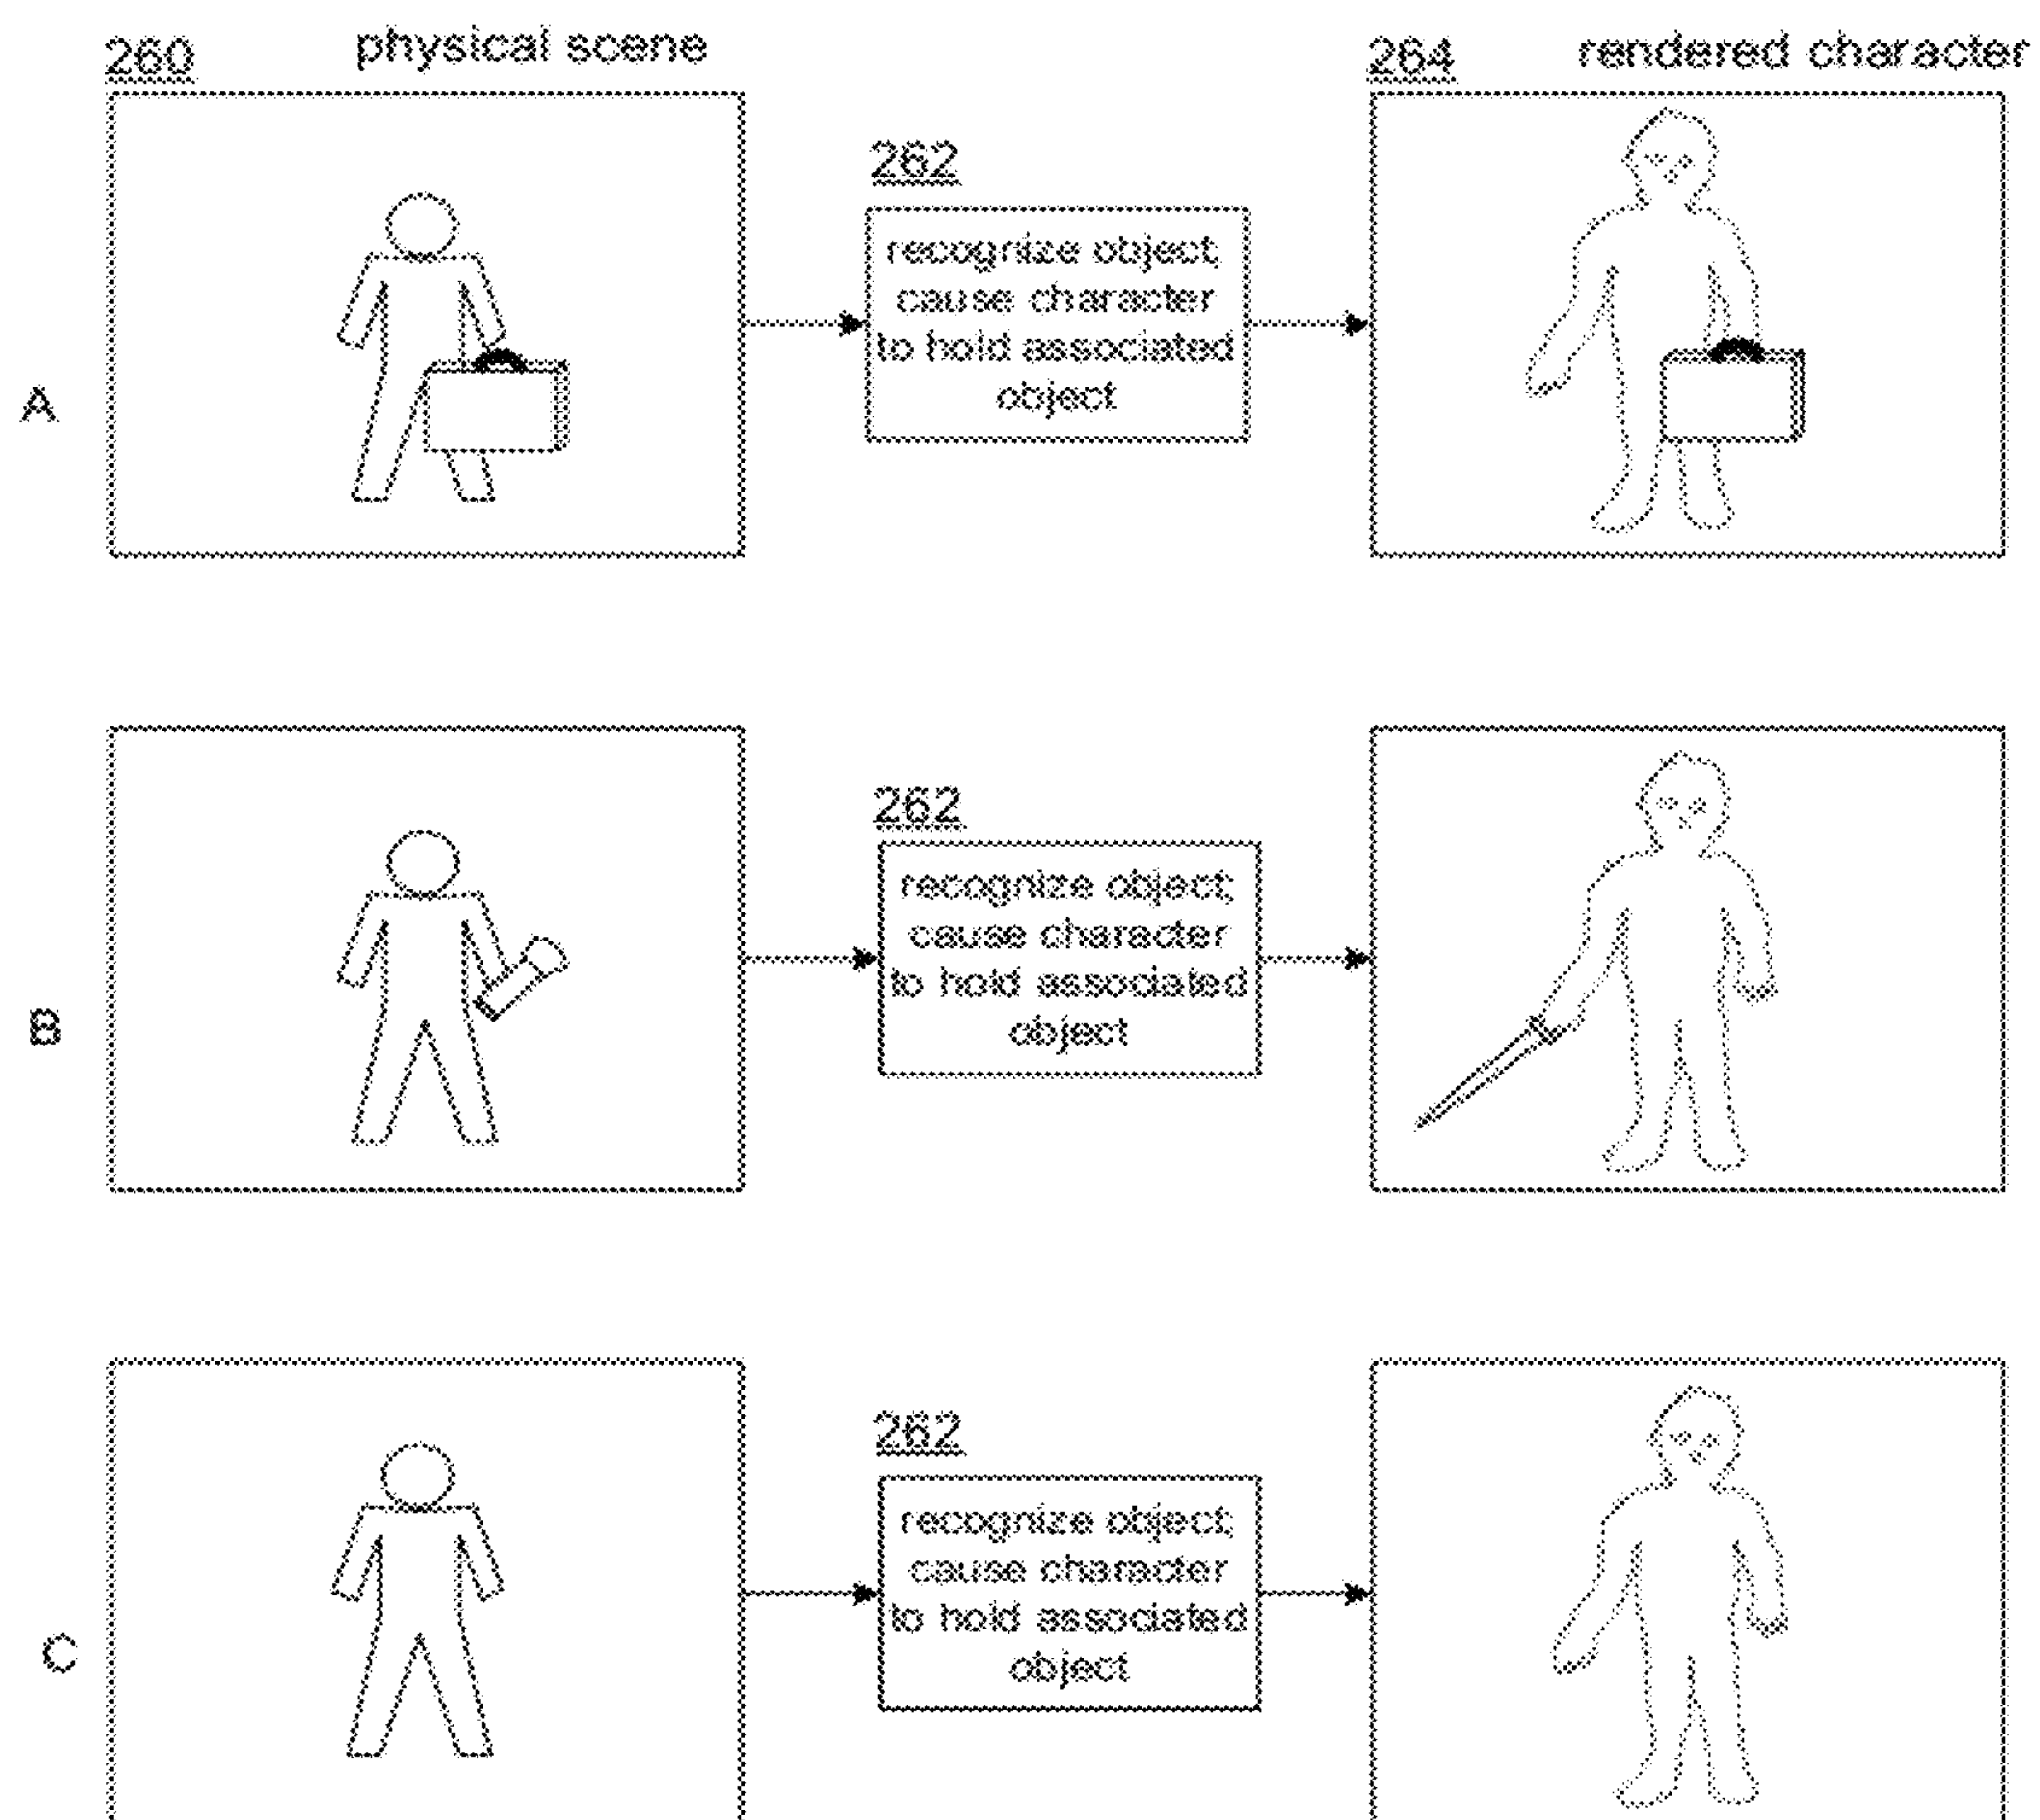 260
physical scene
264
rendered character
262
recognize object;
cause character
to hold associated
object
A
262
recognize object;
cause character
to hold associated
object
B
262
recognize object;
cause character
to hold associated
object
C